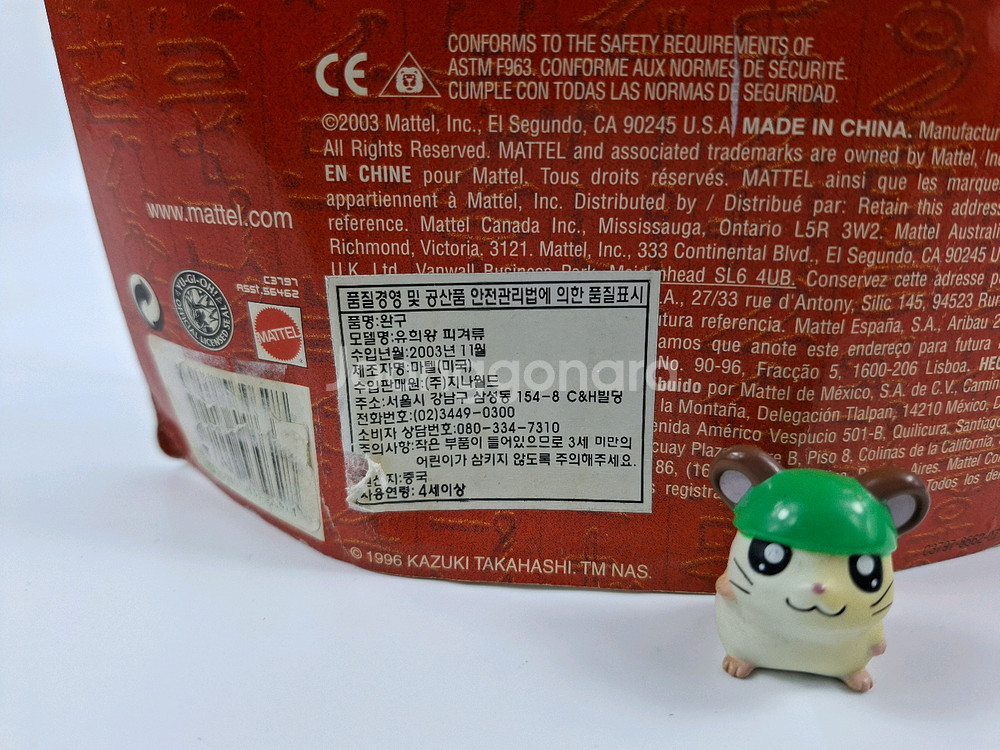 CONFORMS TO THE SAFETY REQUIREMENTS OF
ASTM F963. CONFORME AUX NORMES DE SÉCURITÉ.
CUMPLE CON TODAS LAS NORMAS DE SEGURIDAD.
CE
©2003 Mattel, Inc., El Segundo, CA 90245 U.S.A. MADE IN CHINA.
All Rights Reserved. MATTEL and associated trademarks are owned by Mattel,
EN CHINE pour Mattel. Tous droits réservés. MATTEL ainsi que les
appartiennent à Mattel, Inc. Distributed by / Distribué par: Retain this
reference. Mattel Canada Inc., Mississauga, Ontario L5R 3W2. Mattel
Richmond, Victoria. 3121. Mattel, Inc., 333 Continental Blvd., El Segundo, CA 90245
SL6 4UB. Conservez cette adresse
27/33 rue d'Antony, Silic 145, 94523
referencia. Mattel España, S.A., Aribau
que anote este endereço para futura
No. 90-96, Fracção 5, 1600-206 Lisboa.
por Mattel de México, S.A. de C.V.
la Montaña, Delegación Tlalpan, 14210 México,
Américo Vespucio 501-B, Quilicura,
B, Piso 8, Colinas de la California,
www.mattel.com
C3797
ASST.56462
YU-GI-OH!
MATTEL
품질경영 및 공산품 안전관리법에 의한 품질표시
품명:완구
모델명:유희왕 피겨류
수입년월:2003년 11월
제조자명:마텔(미국)
수입판매원:(주)지나월드
주소:서울시 강남구 삼성동 154-8 C&H빌딩
전화번호:(02)3449-0300
소비자 상담번호:080-334-7310
주의사항:작은 부품이 들어있으므로 3세 미만의
어린이가 삼키지 않도록 주의해주세요.
중국
사용연령: 4세이상
© 1996 KAZUKI TAKAHASHI. TM NAS.